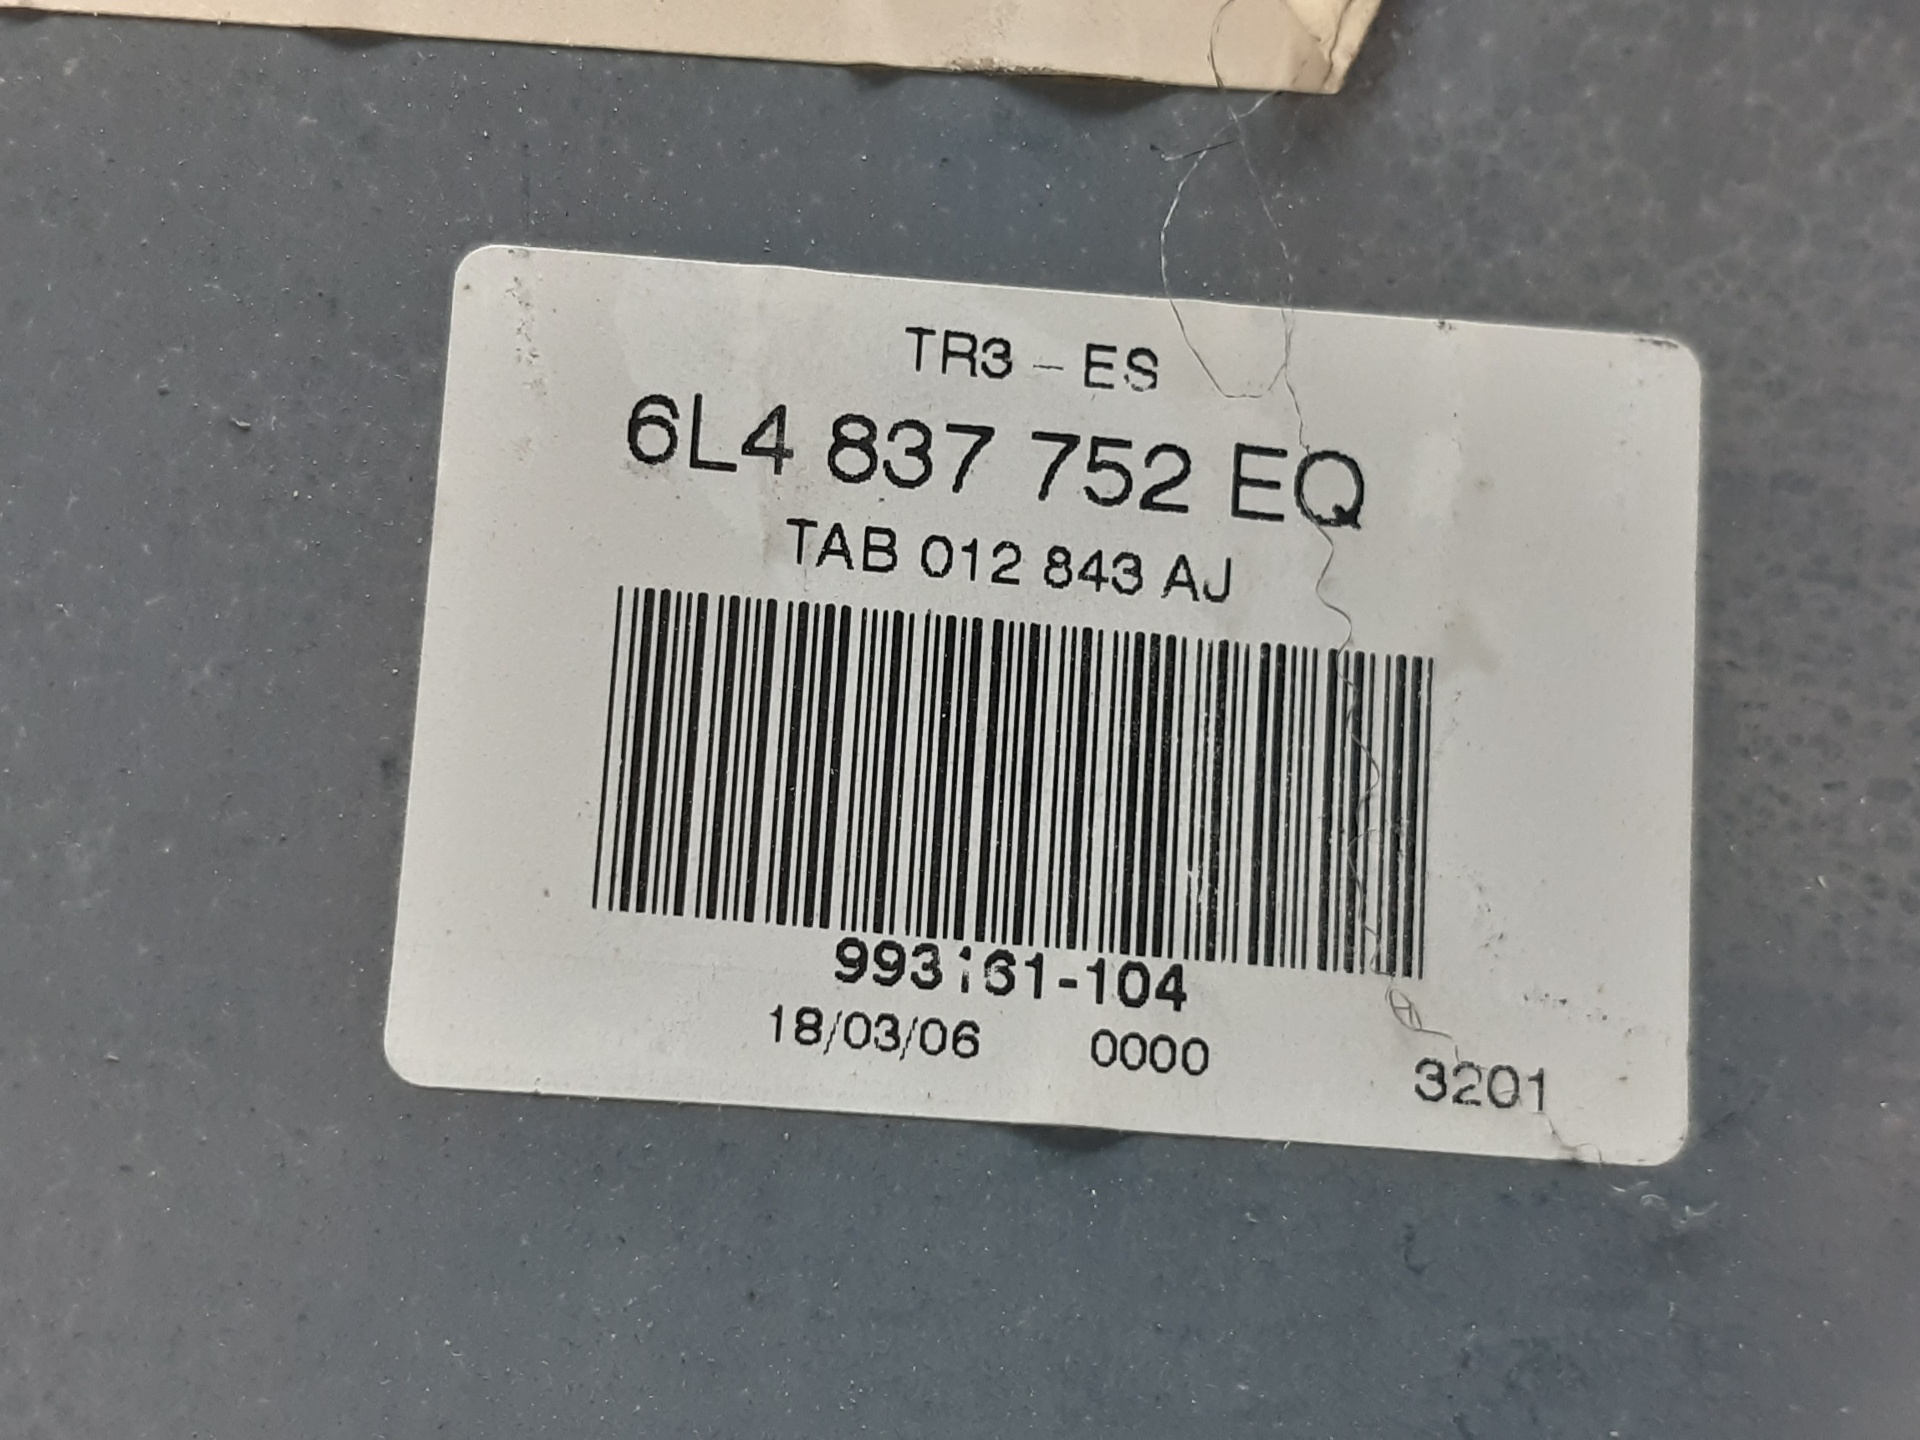 TR3 - ES
6L4 837 752 EQ
TAB 012 843 AJ
993161-104
18/03/06 0000 3201